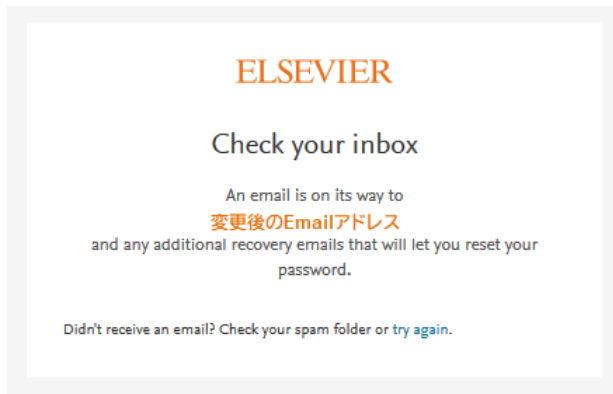 ELSEVIER
Check your inbox
An email is on its way to
変更後のEmailアドレス
and any additional recovery emails that will let you reset your
password.
Didn't receive an email? Check your spam folder or try again.